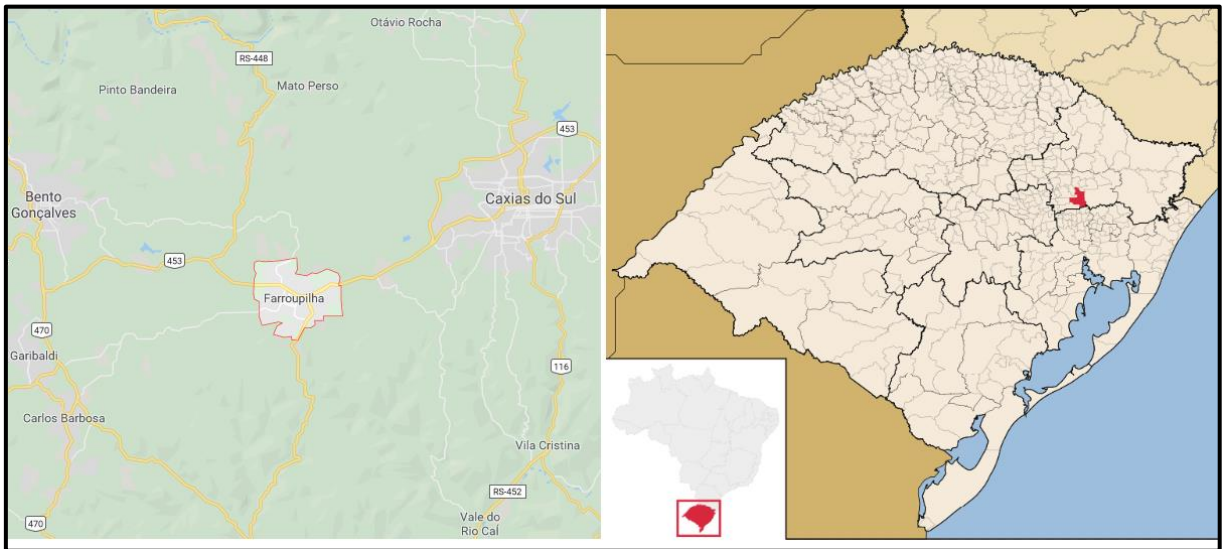 Otávio Rocha
RS-448
Pinto Bandeira
Mato Perso
453
Bento
Gonçalves
Caxias do Sul
453
Farroupilha
470
Garibaldi
116
Carlos Barbosa
Vila Cristina
RS-452
470
Vale do
Rio Caí